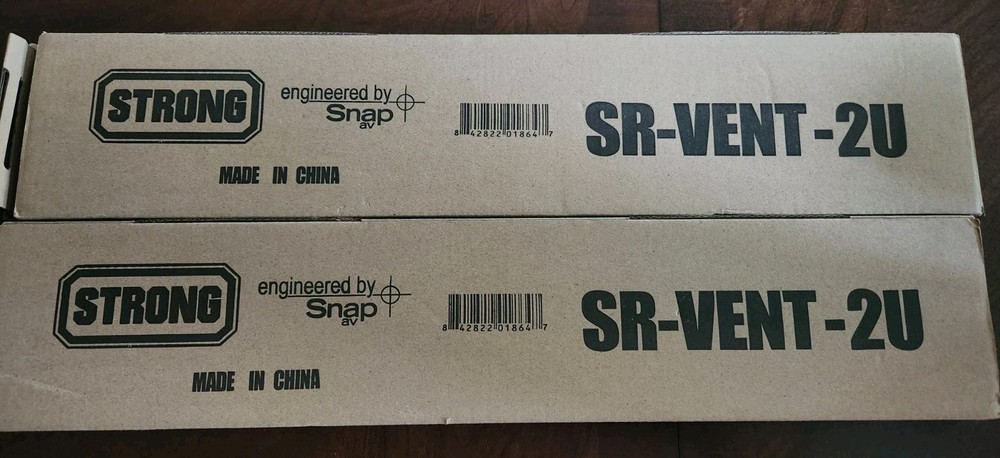 STRONG
engineered by
Snap
av
8 42822 01864 7
SR-VENT-2U
MADE IN CHINA
STRONG
engineered by
Snap
av
8 42822 01864 7
SR-VENT-2U
MADE IN CHINA